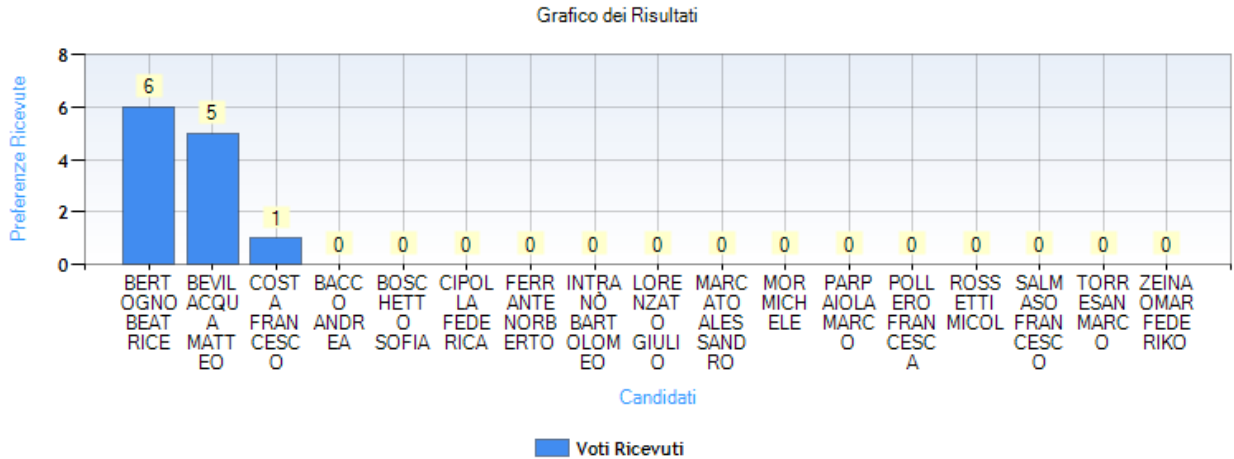 Grafico dei Risultati
Preferenze Ricevute
8
6
4
2
0
6
5
1
0
0
0
0
0
0
0
0
0
0
0
0
0
0
BERT
OGNO
BEAT
RICE
BEVIL
ACQU
A
MATT
EO
COST
A
FRAN
CESC
O
BACC
O
ANDR
EA
BOSC
HETT
O
SOFIA
CIPOL
LA
FEDE
RICA
FERR
ANTE
NORB
ERTO
INTRA
NÒ
BART
OLOM
EO
LORE
NZAT
O
GIULI
O
MARC
ATO
ALES
SAND
RO
MOR
MICH
ELE
PARP
AIOLA
MARC
O
POLL
ERO
FRAN
CESC
A
ROSS
ETTI
MICOL
SALM
ASO
FRAN
CESC
O
TORR
ESAN
MARC
O
ZEINA
OMAR
FEDE
RIKO
Candidati
Voti Ricevuti